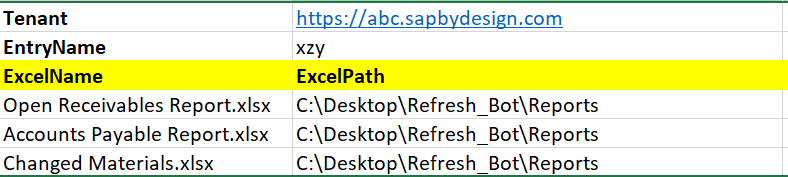 Tenant https://abc.sapbydesign.com
EntryName xzy
ExcelName ExcelPath
Open Receivables Report.xlsx C:\Desktop\Refresh_Bot\Reports
Accounts Payable Report.xlsx C:\Desktop\Refresh_Bot\Reports
Changed Materials.xlsx C:\Desktop\Refresh_Bot\Reports